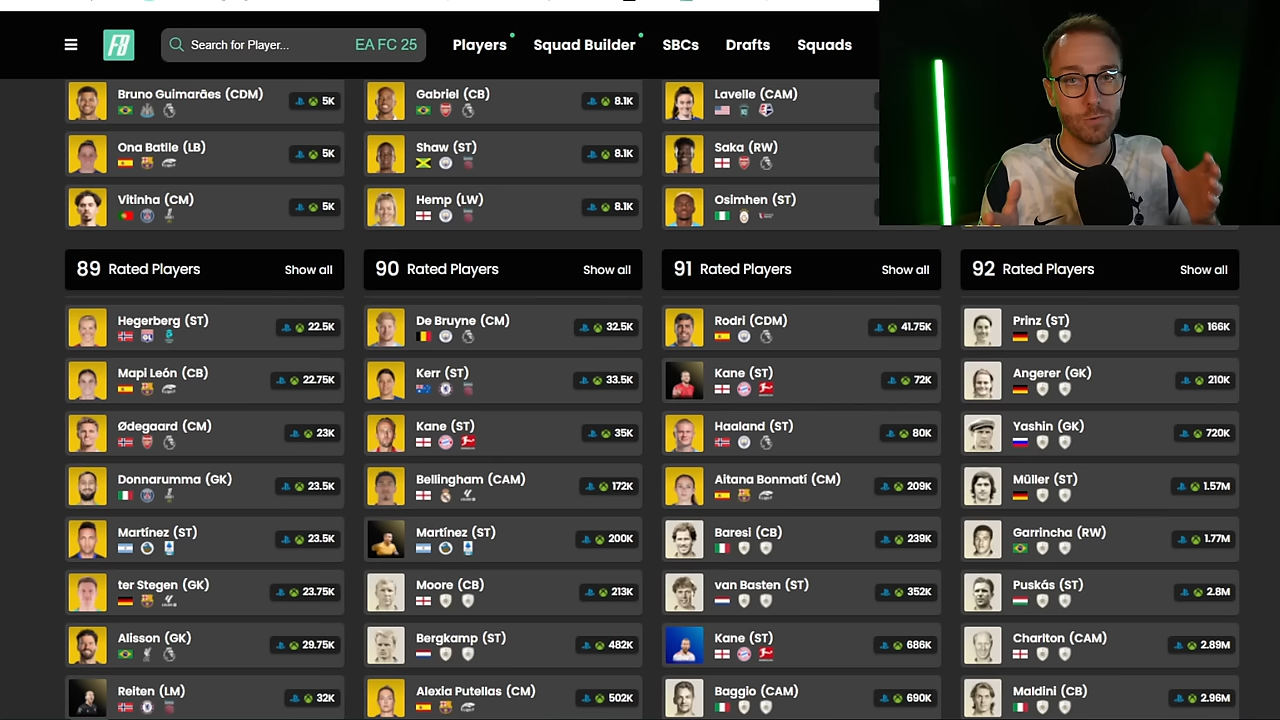 FB Search for Player... EA FC 25 Players Squad Builder SBCs Drafts Squads
Bruno Guimarães (CDM) 5K
Ona Batlle (LB) 5K
Vitinha (CM) 5K
Gabriel (CB) 8.1K
Shaw (ST) 8.1K
Hemp (LW) 8.1K
Lavelle (CAM)
Saka (RW)
Osimhen (ST)
89 Rated Players Show all
Hegerberg (ST) 22.5K
Mapi León (CB) 22.75K
Ødegaard (CM) 23K
Donnarumma (GK) 23.5K
Martínez (ST) 23.5K
ter Stegen (GK) 23.75K
Alisson (GK) 29.75K
Reiten (LM) 32K
90 Rated Players Show all
De Bruyne (CM) 32.5K
Kerr (ST) 33.5K
Kane (ST) 35K
Bellingham (CAM) 172K
Martínez (ST) 200K
Moore (CB) 213K
Bergkamp (ST) 482K
Alexia Putellas (CM) 502K
91 Rated Players Show all
Rodri (CDM) 41.75K
Kane (ST) 72K
Haaland (ST) 80K
Aitana Bonmatí (CM) 209K
Baresi (CB) 239K
van Basten (ST) 352K
Kane (ST) 686K
Baggio (CAM) 690K
92 Rated Players Show all
Prinz (ST) 166K
Angerer (GK) 210K
Yashin (GK) 720K
Müller (ST) 1.57M
Garrincha (RW) 1.77M
Puskás (ST) 2.8M
Charlton (CAM) 2.89M
Maldini (CB) 2.96M